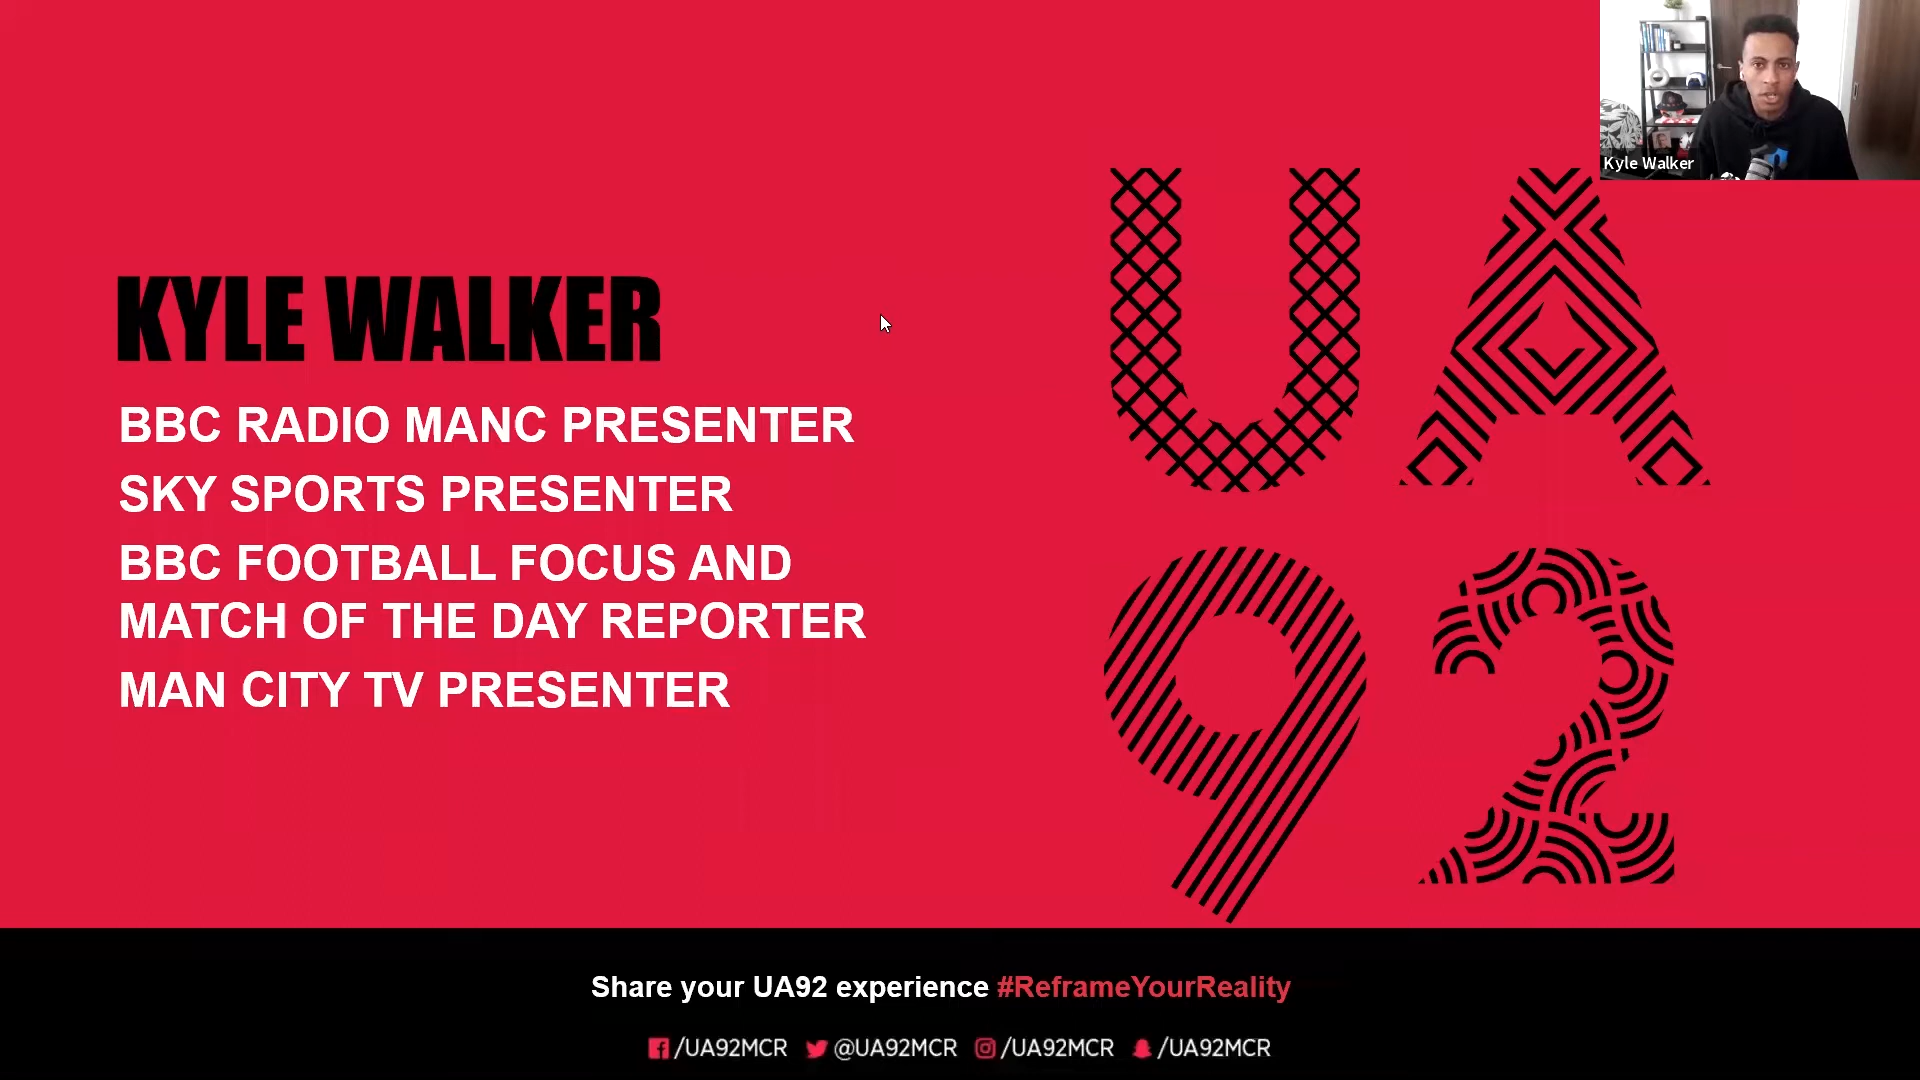 Kyle Walker
UA
92
KYLE WALKER
BBC RADIO MANC PRESENTER
SKY SPORTS PRESENTER
BBC FOOTBALL FOCUS AND
MATCH OF THE DAY REPORTER
MAN CITY TV PRESENTER
Share your UA92 experience #ReframeYourReality
/UA92MCR @UA92MCR /UA92MCR /UA92MCR